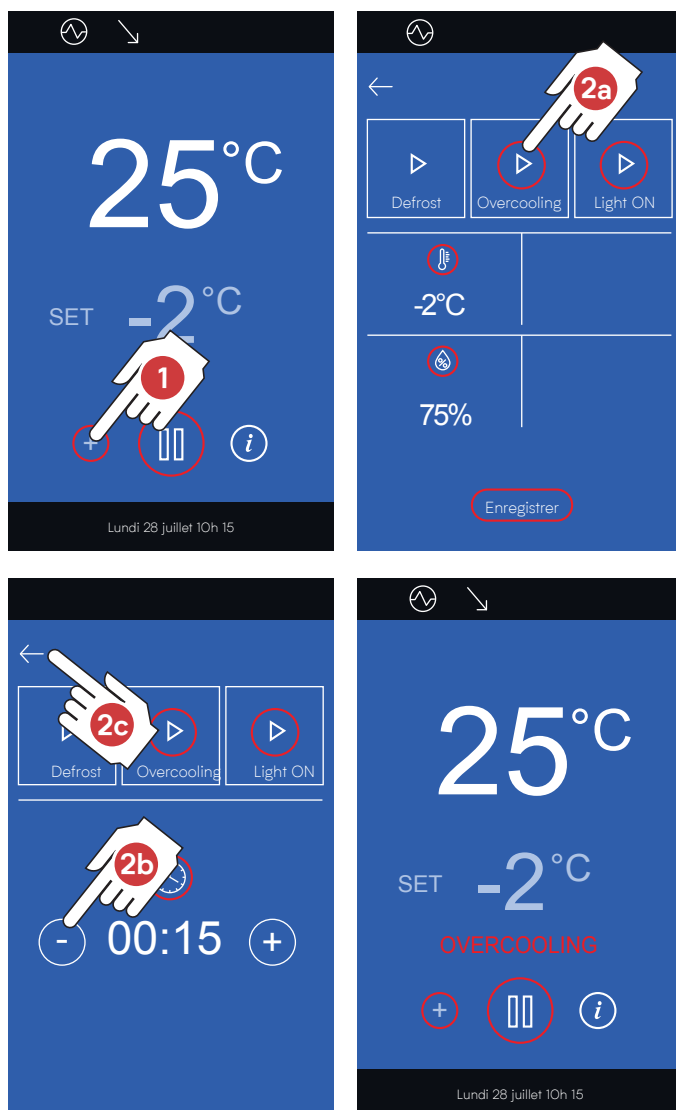 25°C
SET -2°C
1
+ i
Lundi 28 juillet 10h 15
2a
Defrost Overcooling Light ON
-2°C
%
75%
Enregistrer
2c
Defrost Overcooling Light ON
2b
- 00:15 +
25°C
SET -2°C
OVERCOOLING
+ i
Lundi 28 juillet 10h 15